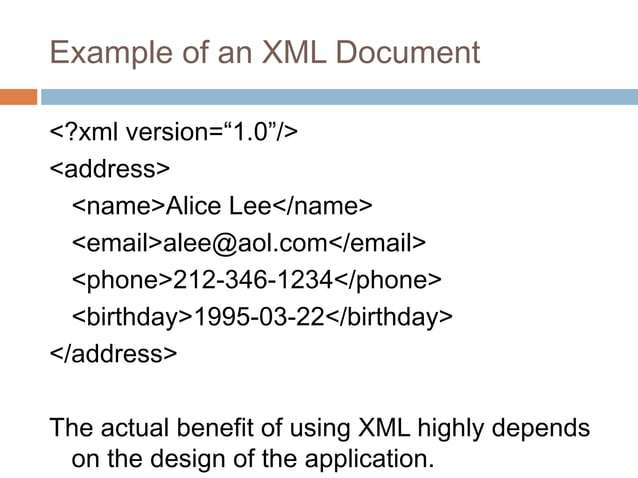 Example of an XML Document
<?xml version=“1.0”/>
<address>
<name>Alice Lee</name>
<email>alee@aol.com</email>
<phone>212-346-1234</phone>
<birthday>1995-03-22</birthday>
</address>
The actual benefit of using XML highly depends
on the design of the application.